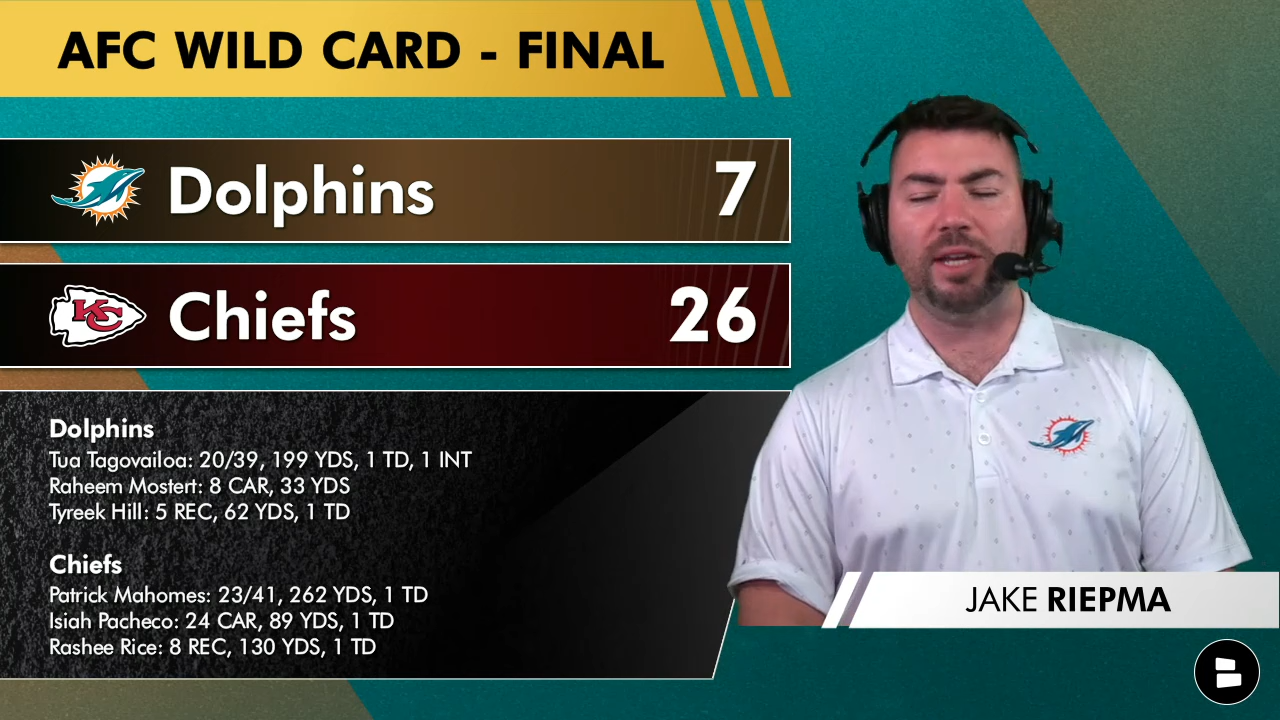 AFC WILD CARD - FINAL
Dolphins 7
KC Chiefs 26
Dolphins
Tua Tagovailoa: 20/39, 199 YDS, 1 TD, 1 INT
Raheem Mostert: 8 CAR, 33 YDS
Tyreek Hill: 5 REC, 62 YDS, 1 TD
Chiefs
Patrick Mahomes: 23/41, 262 YDS, 1 TD
Isiah Pacheco: 24 CAR, 89 YDS, 1 TD
Rashee Rice: 8 REC, 130 YDS, 1 TD
JAKE RIEPMA